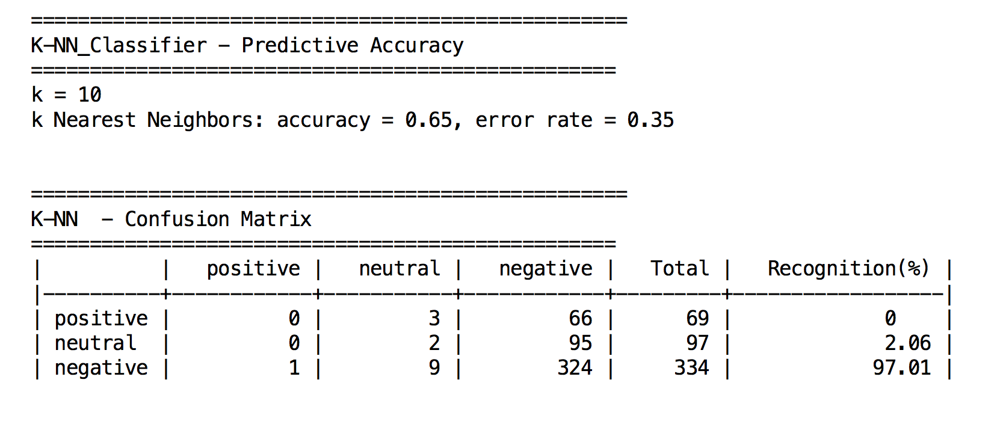 ===================================================
K-NN_Classifier - Predictive Accuracy
==================================================
k = 10
k Nearest Neighbors: accuracy = 0.65, error rate = 0.35
===================================================
K-NN  - Confusion Matrix
==================================================
|          |   positive |   neutral |   negative |   Total |   Recognition(%) |
|----------+------------+-----------+------------+---------+------------------|
| positive |          0 |         3 |         66 |      69 |             0    |
| neutral  |          0 |         2 |         95 |      97 |             2.06 |
| negative |          1 |         9 |        324 |     334 |            97.01 |